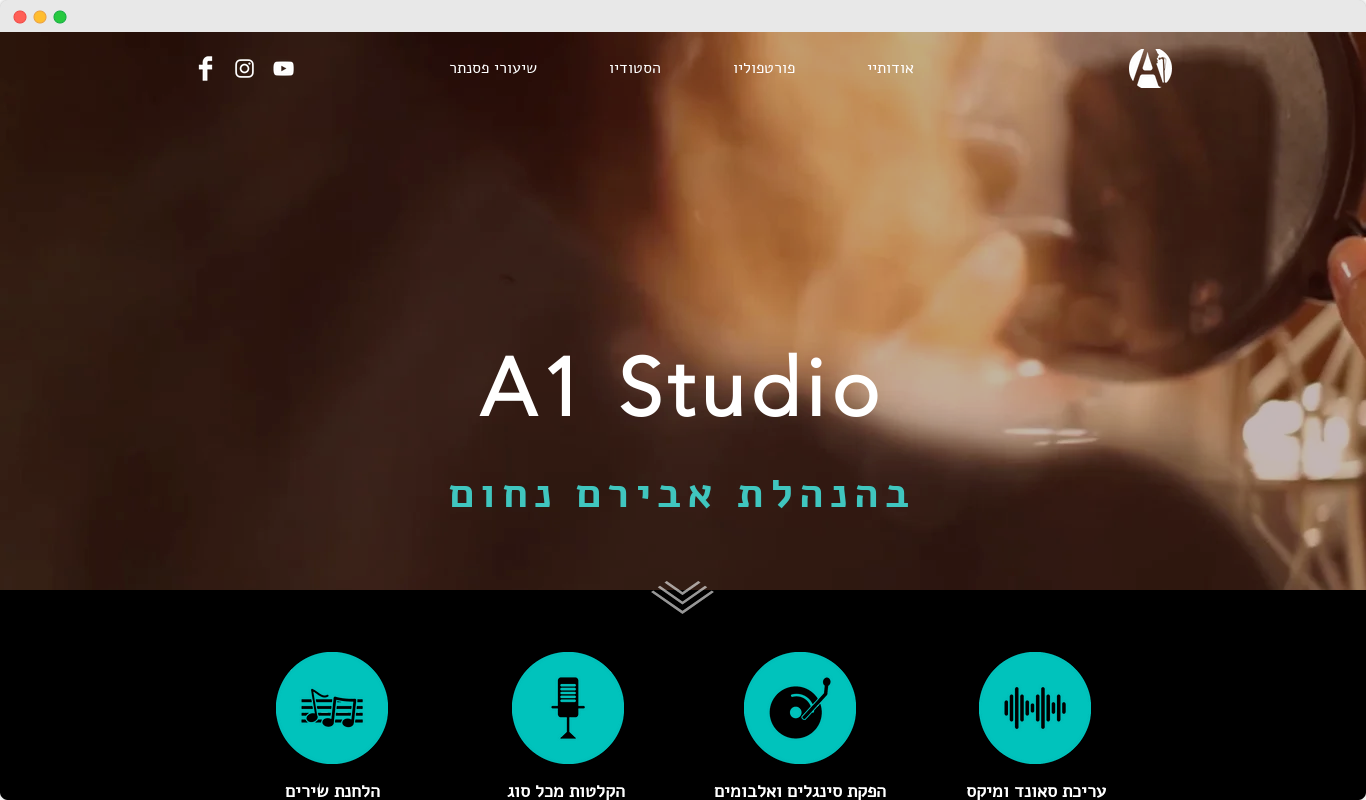 אודותיי
פורטפוליו
הסטודיו
שיעורי פסנתר
A1 Studio
בהנהלת אבירם נחום
עריכת סאונד ומיקס
הפקת סינגלים ואלבומים
הקלטות מכל סוג
הלחנת שירים